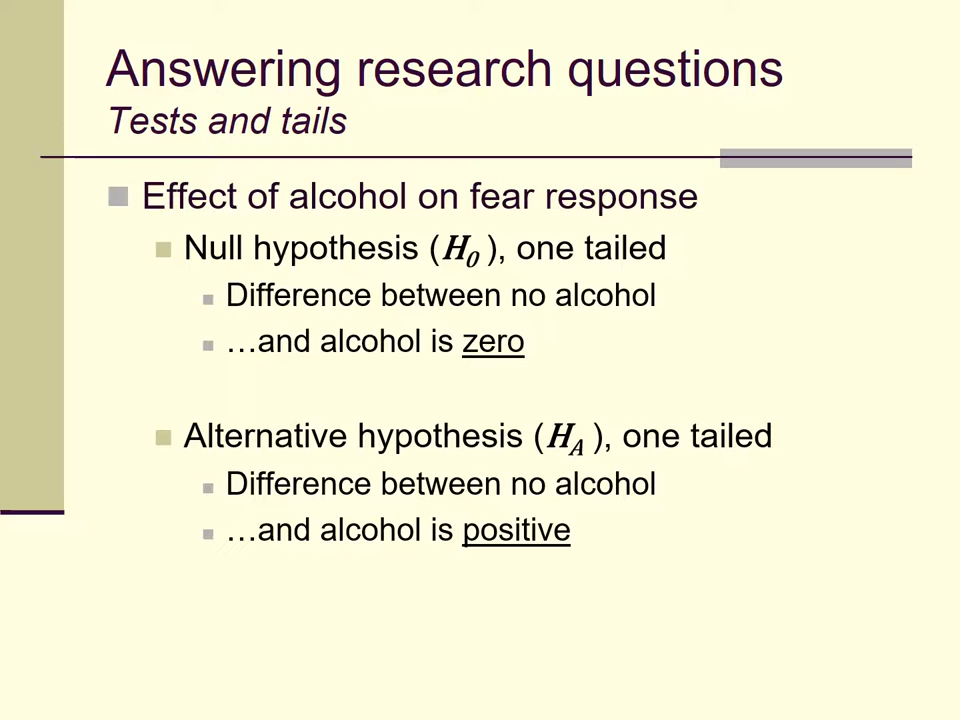 Answering research questions
Tests and tails
Effect of alcohol on fear response
Null hypothesis (H0 ), one tailed
Difference between no alcohol
…and alcohol is zero
Alternative hypothesis (HA ), one tailed
Difference between no alcohol
…and alcohol is positive